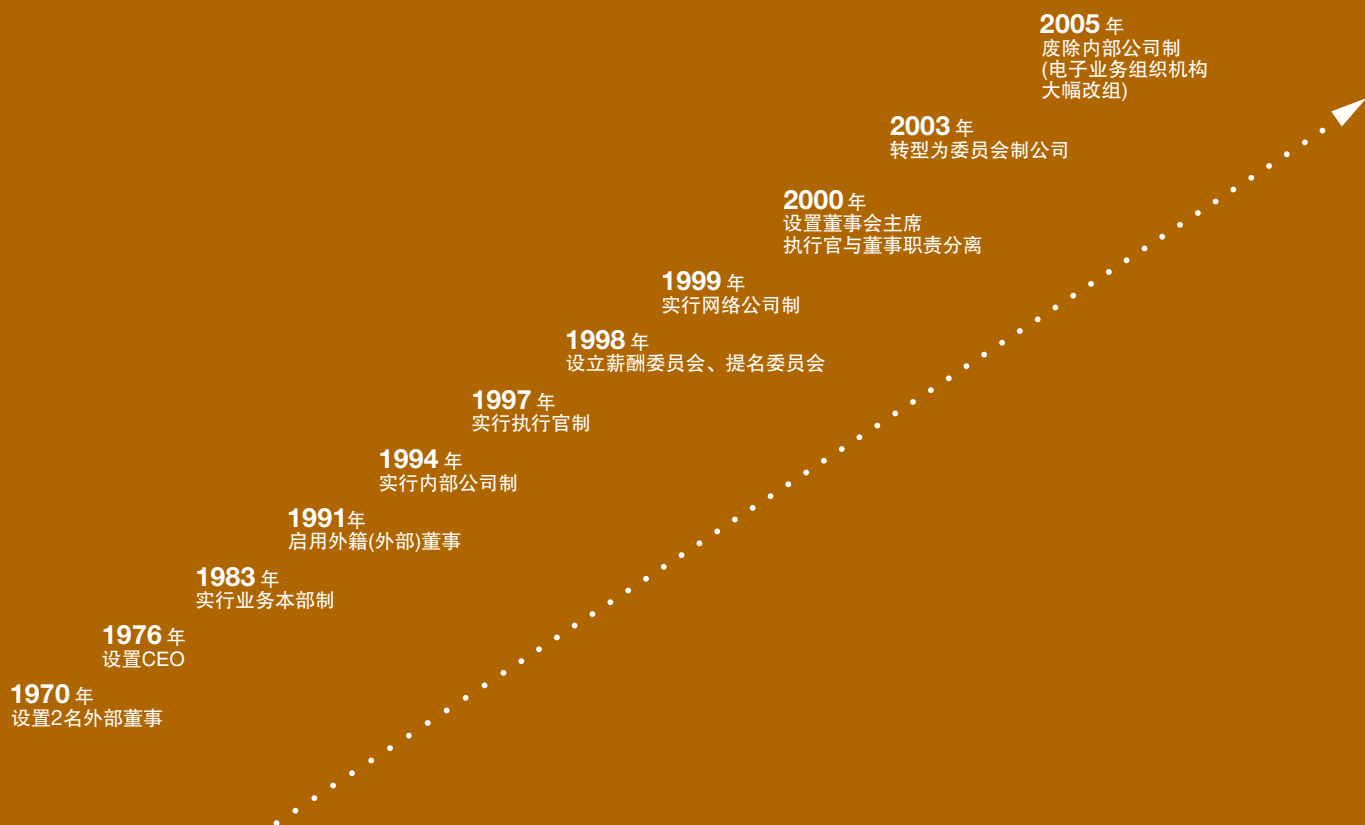 2005 年
废除内部公司制
(电子业务组织机构
大幅改组)
2003 年
转型为委员会制公司
2000 年
设置董事会主席
执行官与董事职责分离
1999 年
实行网络公司制
1998 年
设立薪酬委员会、提名委员会
1997 年
实行执行官制
1994 年
实行内部公司制
1991年
启用外籍(外部)董事
1983 年
实行业务本部制
1976 年
设置CEO
1970 年
设置2名外部董事